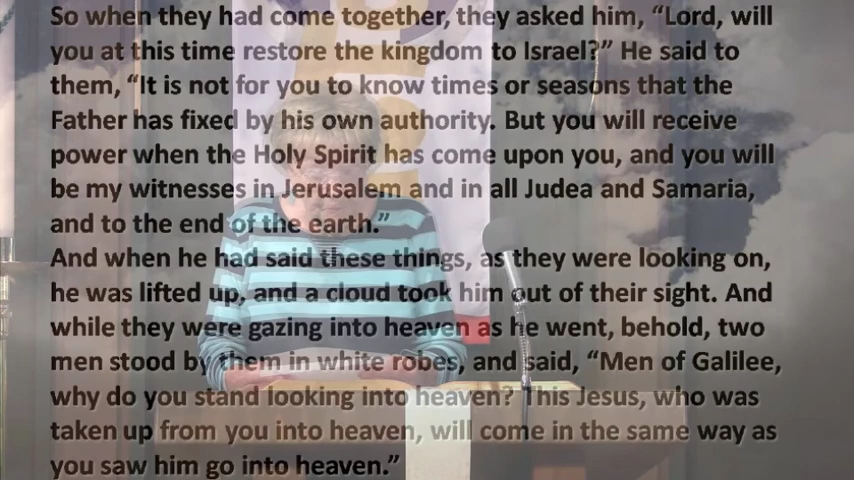 So when they had come together, they asked him, “Lord, will
you at this time restore the kingdom to Israel?” He said to
them, “It is not for you to know times or seasons that the
Father has fixed by his own authority. But you will receive
power when the Holy Spirit has come upon you, and you will
be my witnesses in Jerusalem and in all Judea and Samaria,
and to the end of the earth.”
And when he had said these things, as they were looking on,
he was lifted up, and a cloud took him out of their sight. And
while they were gazing into heaven as he went, behold, two
men stood by them in white robes, and said, “Men of Galilee,
why do you stand looking into heaven? This Jesus, who was
taken up from you into heaven, will come in the same way as
you saw him go into heaven.”